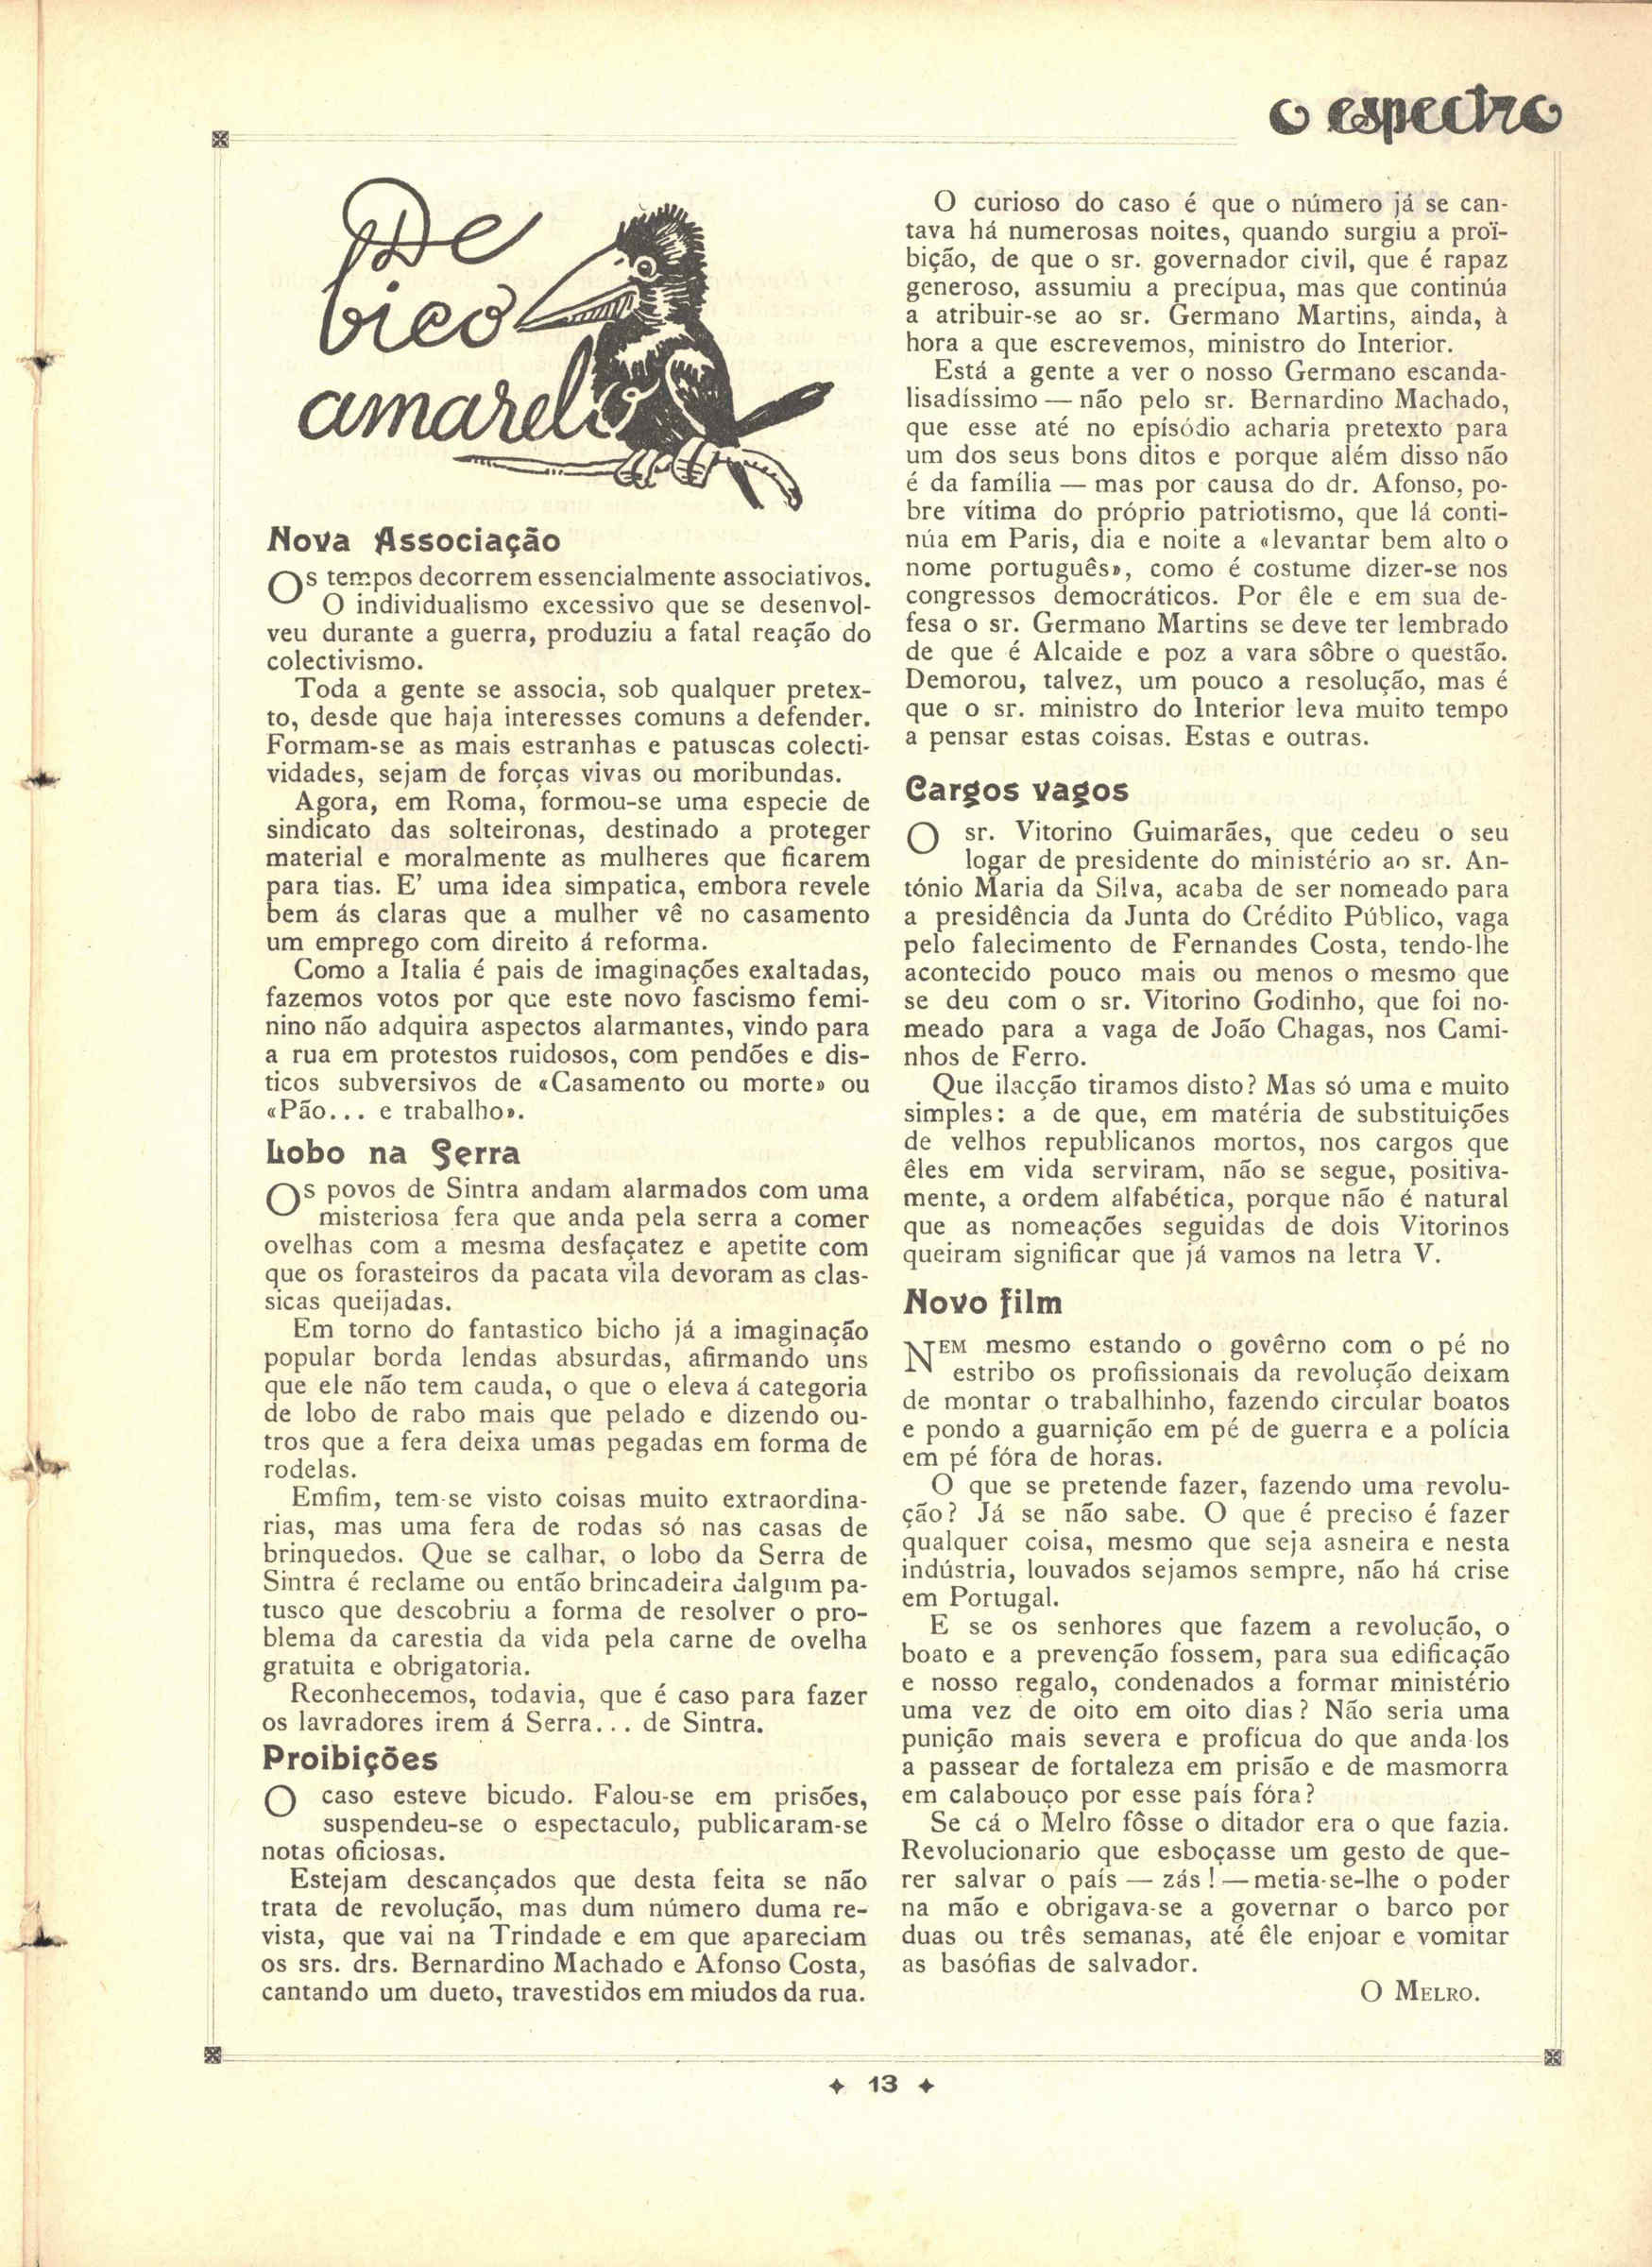 O espectro
De
bico
amarelo
Nova Associação
Os tempos decorrem essencialmente associativos.
O individualismo excessivo que se desenvol-
veu durante a guerra, produziu a fatal reação do
colectivismo.
Toda a gente se associa, sob qualquer pretex-
to, desde que haja interesses comuns a defender.
Formam-se as mais estranhas e patuscas colecti-
vidades, sejam de forças vivas ou moribundas.
Agora, em Roma, formou-se uma especie de
sindicato das solteironas, destinado a proteger
material e moralmente as mulheres que ficarem
para tias. E' uma idea simpatica, embora revele
bem ás claras que a mulher vê no casamento
um emprego com direito á reforma.
Como a Italia é pais de imaginações exaltadas,
fazemos votos por que este novo fascismo femi-
nino não adquira aspectos alarmantes, vindo para
a rua em protestos ruidosos, com pendões e dis-
ticos subversivos de «Casamento ou morte» ou
«Pão... e trabalho».
Lobo na Serra
Os povos de Sintra andam alarmados com uma
misteriosa fera que anda pela serra a comer
ovelhas com a mesma desfaçatez e apetite com
que os forasteiros da pacata vila devoram as clas-
sicas queijadas.
Em torno do fantastico bicho já a imaginação
popular borda lendas absurdas, afirmando uns
que ele não tem cauda, o que o eleva á categoria
de lobo de rabo mais que pelado e dizendo ou-
tros que a fera deixa umas pegadas em forma de
rodelas.
Emfim, tem-se visto coisas muito extraordina-
rias, mas uma fera de rodas só nas casas de
brinquedos. Que se calhar, o lobo da Serra de
Sintra é reclame ou então brincadeira dalgum pa-
tusco que descobriu a forma de resolver o pro-
blema da carestia da vida pela carne de ovelha
gratuita e obrigatoria.
Reconhecemos, todavia, que é caso para fazer
os lavradores irem á Serra... de Sintra.
Proibições
O caso esteve bicudo. Falou-se em prisões,
suspendeu-se o espectaculo, publicaram-se
notas oficiosas.
Estejam descançados que desta feita se não
trata de revolução, mas dum número duma re-
vista, que vai na Trindade e em que apareciam
os srs. drs. Bernardino Machado e Afonso Costa,
cantando um dueto, travestidos em miudos da rua.
O curioso do caso é que o número já se can-
tava há numerosas noites, quando surgiu a proï-
bição, de que o sr. governador civil, que é rapaz
generoso, assumiu a precípua, mas que continúa
a atribuir-se ao sr. Germano Martins, ainda, à
hora a que escrevemos, ministro do Interior.
Está a gente a ver o nosso Germano escanda-
lisadíssimo — não pelo sr. Bernardino Machado,
que esse até no episódio acharia pretexto para
um dos seus bons ditos e porque além disso não
é da família — mas por causa do dr. Afonso, po-
bre vítima do próprio patriotismo, que lá conti-
núa em Paris, dia e noite a «levantar bem alto o
nome português», como é costume dizer-se nos
congressos democráticos. Por êle e em sua de-
fesa o sr. Germano Martins se deve ter lembrado
de que é Alcaide e poz a vara sôbre o questão.
Demorou, talvez, um pouco a resolução, mas é
que o sr. ministro do Interior leva muito tempo
a pensar estas coisas. Estas e outras.
Cargos vagos
O sr. Vitorino Guimarães, que cedeu o seu
logar de presidente do ministério ao sr. An-
tónio Maria da Silva, acaba de ser nomeado para
a presidência da Junta do Crédito Público, vaga
pelo falecimento de Fernandes Costa, tendo-lhe
acontecido pouco mais ou menos o mesmo que
se deu com o sr. Vitorino Godinho, que foi no-
meado para a vaga de João Chagas, nos Cami-
nhos de Ferro.
Que ilacção tiramos disto? Mas só uma e muito
simples: a de que, em matéria de substituições
de velhos republicanos mortos, nos cargos que
êles em vida serviram, não se segue, positiva-
mente, a ordem alfabética, porque não é natural
que as nomeações seguidas de dois Vitorinos
queiram significar que já vamos na letra V.
Novo film
Nem mesmo estando o govêrno com o pé no
estribo os profissionais da revolução deixam
de montar o trabalhinho, fazendo circular boatos
e pondo a guarnição em pé de guerra e a polícia
em pé fóra de horas.
O que se pretende fazer, fazendo uma revolu-
ção? Já se não sabe. O que é preciso é fazer
qualquer coisa, mesmo que seja asneira e nesta
indústria, louvados sejamos sempre, não há crise
em Portugal.
E se os senhores que fazem a revolução, o
boato e a prevenção fossem, para sua edificação
e nosso regalo, condenados a formar ministério
uma vez de oito em oito dias? Não seria uma
punição mais severa e profícua do que anda-los
a passear de fortaleza em prisão e de masmorra
em calabouço por esse país fóra?
Se cá o Melro fôsse o ditador era o que fazia.
Revolucionario que esboçasse um gesto de que-
rer salvar o país — zás! — metia-se-lhe o poder
na mão e obrigava-se a governar o barco por
duas ou três semanas, até êle enjoar e vomitar
as basófias de salvador.
O Melro.
13